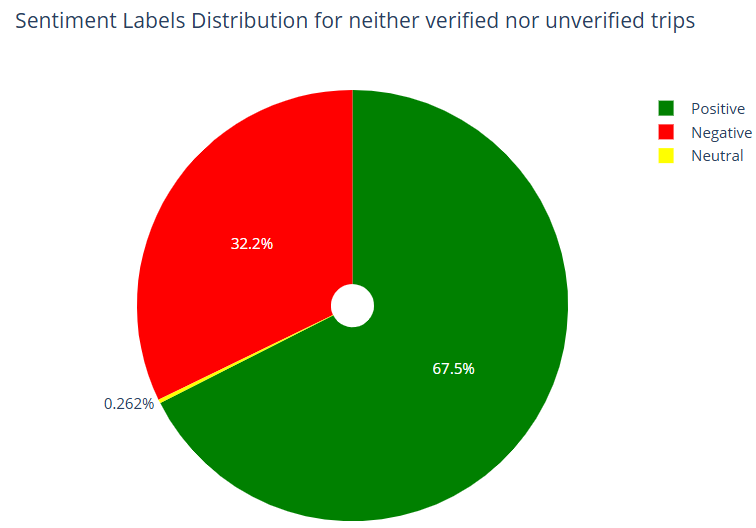 Sentiment Labels Distribution for neither verified nor unverified trips
Positive
Negative
Neutral
32.2%
67.5%
0.262%